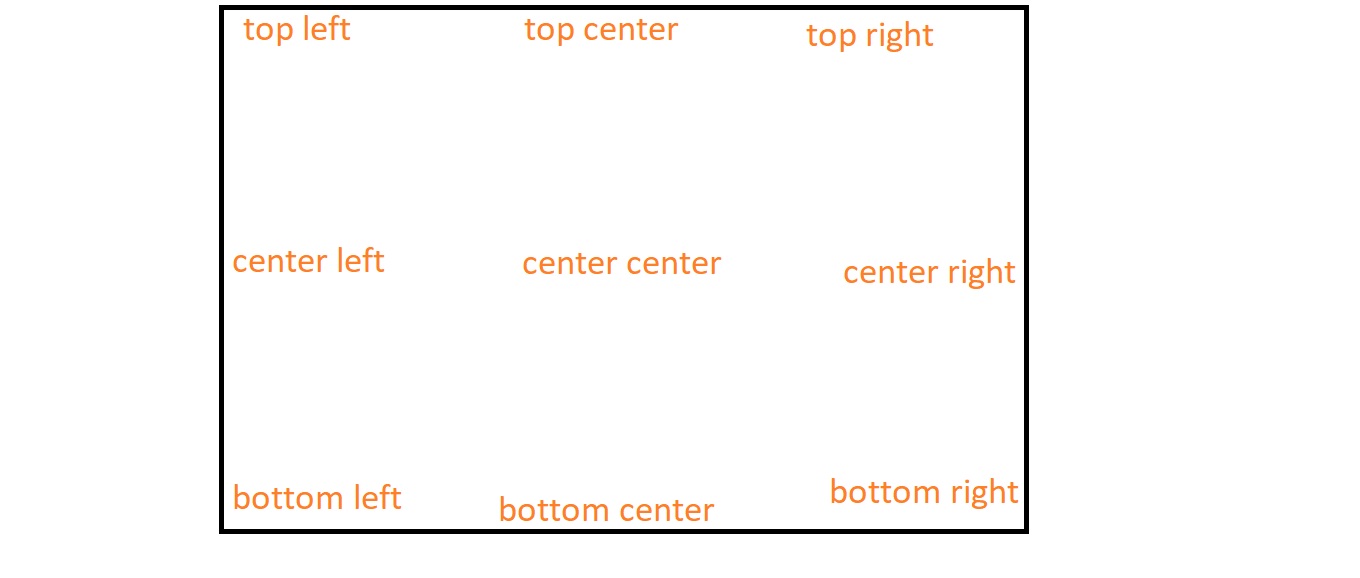 top left
top center
top right
center left
center center
center right
bottom left
bottom center
bottom right